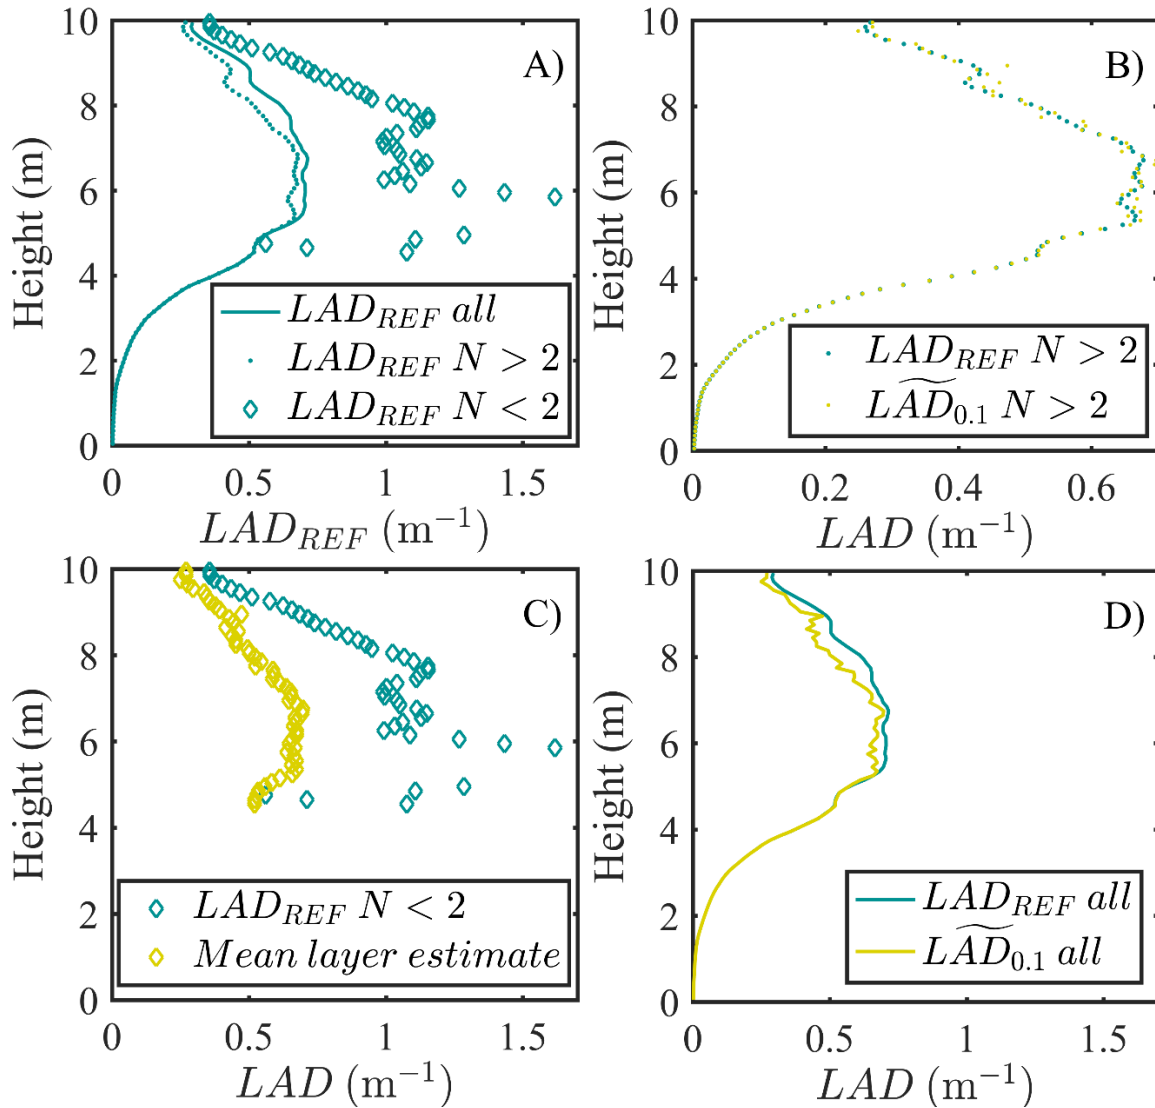 A)
10
8
6
4
2
0
Height (m)
LAD_REF all
LAD_REF N > 2
LAD_REF N < 2
0 0.5 1 1.5
LAD_REF (m⁻¹)
B)
10
8
6
4
2
0
Height (m)
LAD_REF N > 2
L͠A͠D͠_0.1 N > 2
0 0.2 0.4 0.6
LAD (m⁻¹)
C)
10
8
6
4
2
0
Height (m)
LAD_REF N < 2
Mean layer estimate
0 0.5 1 1.5
LAD (m⁻¹)
D)
10
8
6
4
2
0
Height (m)
LAD_REF all
L͠A͠D͠_0.1 all
0 0.5 1 1.5
LAD (m⁻¹)